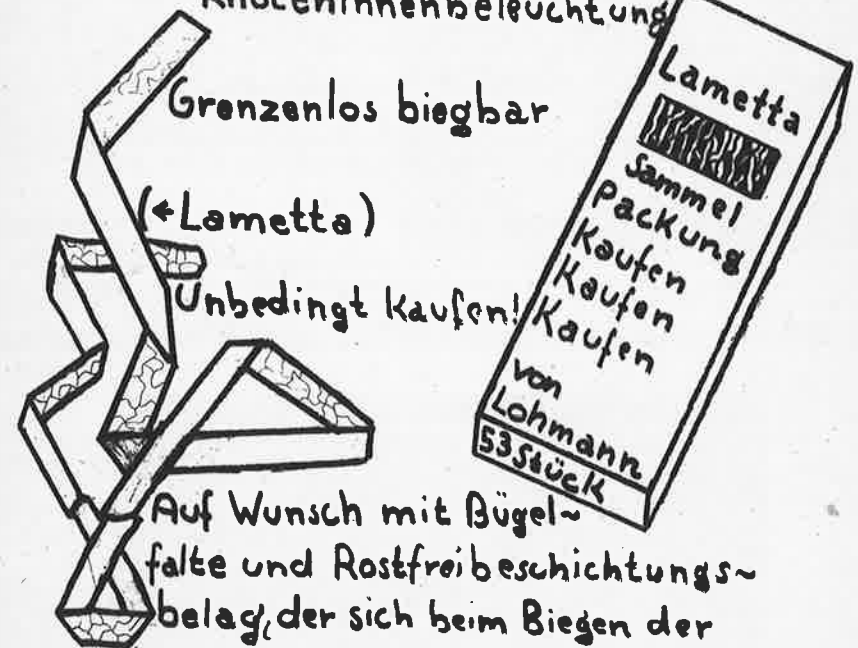 Knoteninnenbeleuchtung
Grenzenlos biegbar
(←Lametta)
Unbedingt kaufen!
Lametta
Sammel
Packung
Kaufen
Kaufen
Kaufen
von
Lohmann
53 Stück
Auf Wunsch mit Bügel~
falte und Rostfreibeschichtungs~
belag, der sich beim Biegen der